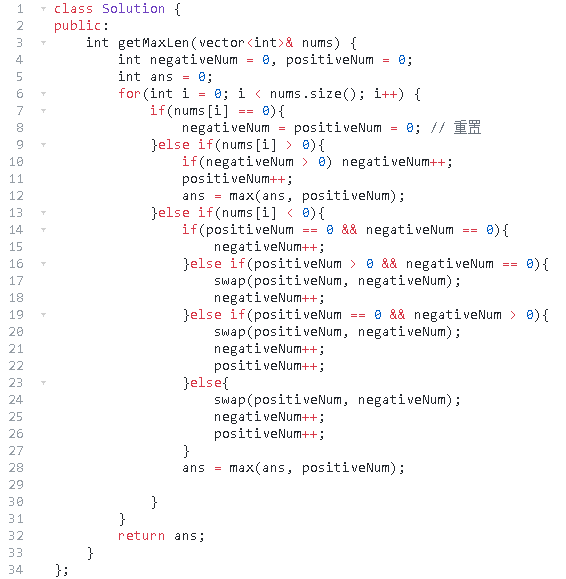 1 class Solution {
2 public:
3     int getMaxLen(vector<int>& nums) {
4         int negativeNum = 0, positiveNum = 0;
5         int ans = 0;
6         for(int i = 0; i < nums.size(); i++) {
7             if(nums[i] == 0){
8                 negativeNum = positiveNum = 0; // 重置
9             }else if(nums[i] > 0){
10                 if(negativeNum > 0) negativeNum++;
11                 positiveNum++;
12                 ans = max(ans, positiveNum);
13             }else if(nums[i] < 0){
14                 if(positiveNum == 0 && negativeNum == 0){
15                     negativeNum++;
16                 }else if(positiveNum > 0 && negativeNum == 0){
17                     swap(positiveNum, negativeNum);
18                     negativeNum++;
19                 }else if(positiveNum == 0 && negativeNum > 0){
20                     swap(positiveNum, negativeNum);
21                     negativeNum++;
22                     positiveNum++;
23                 }else{
24                     swap(positiveNum, negativeNum);
25                     negativeNum++;
26                     positiveNum++;
27                 }
28                 ans = max(ans, positiveNum);
29
30             }
31         }
32         return ans;
33     }
34 };